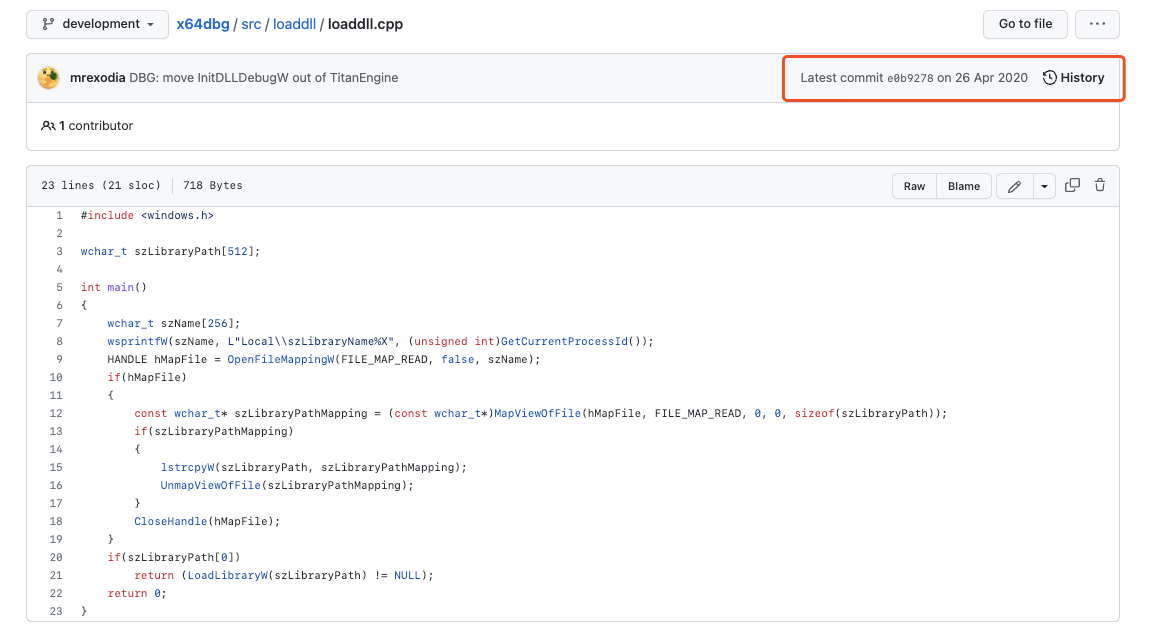 development x64dbg / src / loaddll / loaddll.cpp Go to file ...
mrexodia DBG: move InitDLLDebugW out of TitanEngine Latest commit e0b9278 on 26 Apr 2020 History
1 contributor
23 lines (21 sloc) 718 Bytes Raw Blame
1 #include <windows.h>
2
3 wchar_t szLibraryPath[512];
4
5 int main()
6 {
7     wchar_t szName[256];
8     wsprintfW(szName, L"Local\\szLibraryName%X", (unsigned int)GetCurrentProcessId());
9     HANDLE hMapFile = OpenFileMappingW(FILE_MAP_READ, false, szName);
10     if(hMapFile)
11     {
12         const wchar_t* szLibraryPathMapping = (const wchar_t*)MapViewOfFile(hMapFile, FILE_MAP_READ, 0, 0, sizeof(szLibraryPath));
13         if(szLibraryPathMapping)
14         {
15             lstrcpyW(szLibraryPath, szLibraryPathMapping);
16             UnmapViewOfFile(szLibraryPathMapping);
17         }
18         CloseHandle(hMapFile);
19     }
20     if(szLibraryPath[0])
21         return (LoadLibraryW(szLibraryPath) != NULL);
22     return 0;
23 }